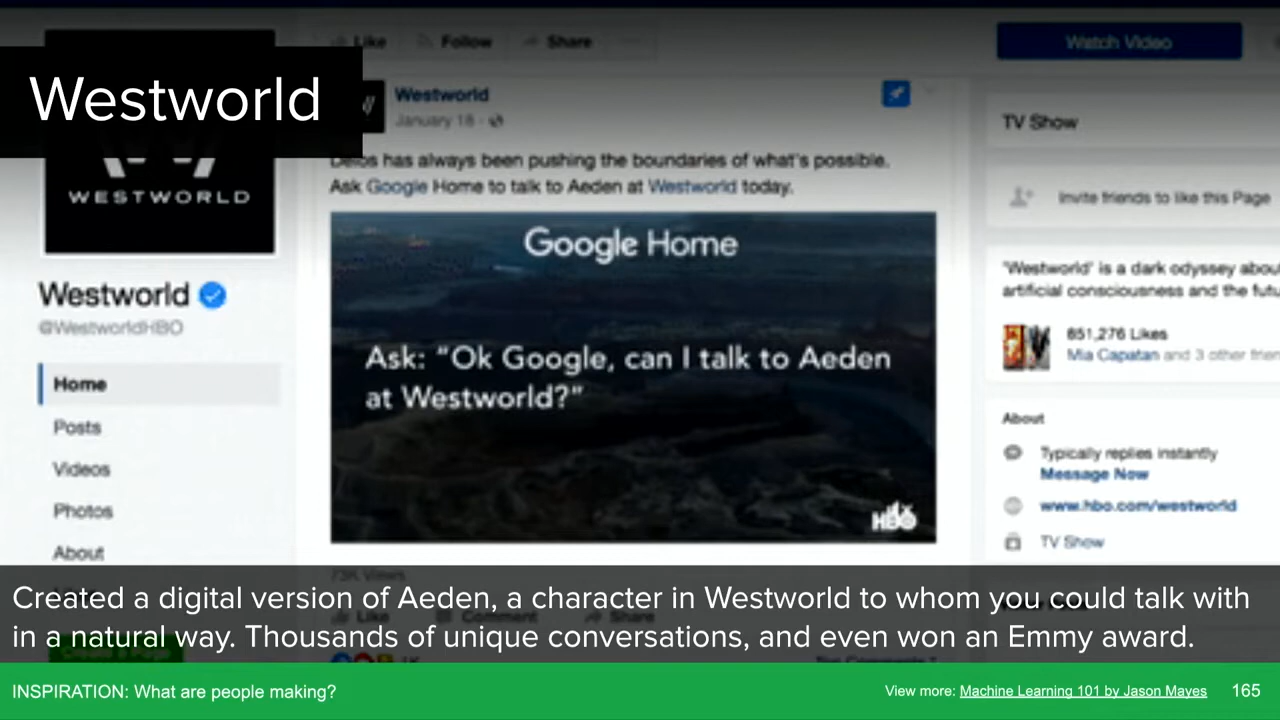 Like Follow Share
Watch Video
Westworld
Westworld
January 18
TV Show
Delos has always been pushing the boundaries of what's possible.
Ask Google Home to talk to Aeden at Westworld today.
WESTWORLD
Invite friends to like this Page
Google Home
Ask: "Ok Google, can I talk to Aeden
at Westworld?"
HBO
Westworld
@WestworldHBO
Home
Posts
Videos
Photos
About
'Westworld' is a dark odyssey abou
artificial consciousness and the futu
851,276 Likes
Mia Capatan and 3 other frien
About
Typically replies instantly
Message Now
www.hbo.com/westworld
TV Show
73K Views
Like Comment Share
Created a digital version of Aeden, a character in Westworld to whom you could talk with
in a natural way. Thousands of unique conversations, and even won an Emmy award.
INSPIRATION: What are people making?
View more: Machine Learning 101 by Jason Mayes 165